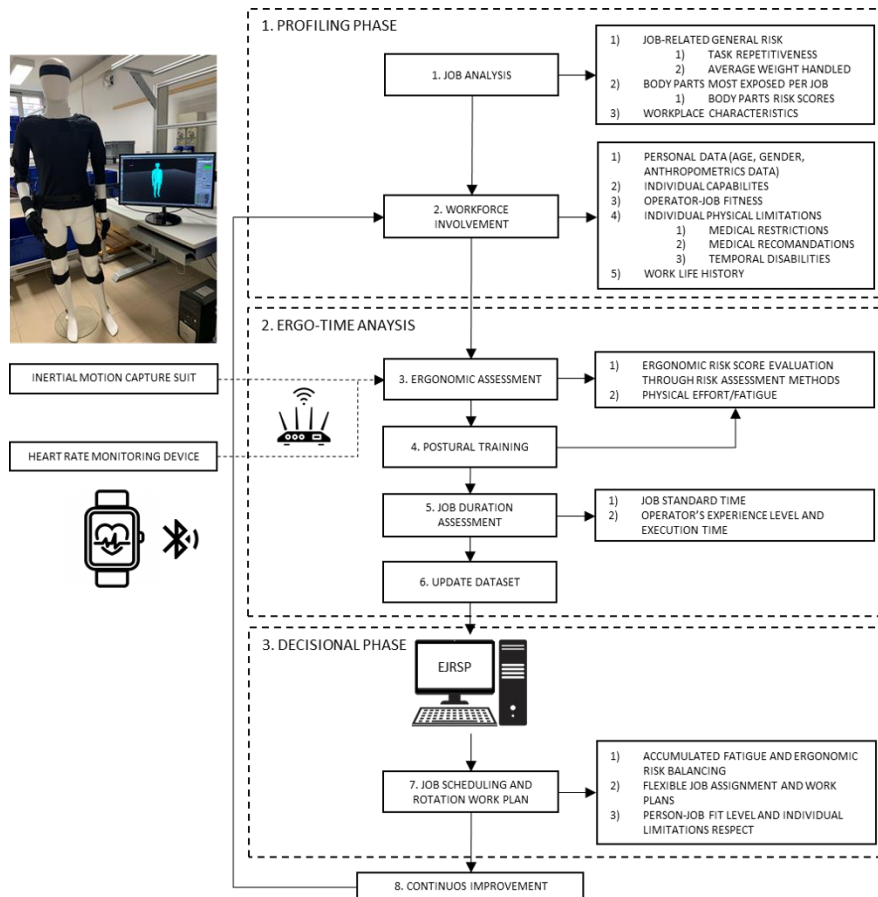 1. PROFILING PHASE
1. JOB ANALYSIS
1) JOB-RELATED GENERAL RISK
1) TASK REPETITIVENESS
2) AVERAGE WEIGHT HANDLED
2) BODY PARTS MOST EXPOSED PER JOB
1) BODY PARTS RISK SCORES
3) WORKPLACE CHARACTERISTICS
2. WORKFORCE
INVOLVEMENT
1) PERSONAL DATA (AGE, GENDER,
ANTHROPOMETRICS DATA)
2) INDIVIDUAL CAPABILITES
3) OPERATOR-JOB FITNESS
4) INDIVIDUAL PHYSICAL LIMITATIONS
1) MEDICAL RESTRICTIONS
2) MEDICAL RECOMANDATIONS
3) TEMPORAL DISABILITIES
5) WORK LIFE HISTORY
2. ERGO-TIME ANAYSIS
INERTIAL MOTION CAPTURE SUIT
HEART RATE MONITORING DEVICE
3. ERGONOMIC ASSESSMENT
1) ERGONOMIC RISK SCORE EVALUATION
THROUGH RISK ASSESSMENT METHODS
2) PHYSICAL EFFORT/FATIGUE
4. POSTURAL TRAINING
5. JOB DURATION
ASSESSMENT
1) JOB STANDARD TIME
2) OPERATOR'S EXPERIENCE LEVEL AND
EXECUTION TIME
6. UPDATE DATASET
3. DECISIONAL PHASE
EJRSP
7. JOB SCHEDULING AND
ROTATION WORK PLAN
1) ACCUMULATED FATIGUE AND ERGONOMIC
RISK BALANCING
2) FLEXIBLE JOB ASSIGNMENT AND WORK
PLANS
3) PERSON-JOB FIT LEVEL AND INDIVIDUAL
LIMITATIONS RESPECT
8. CONTINUOS IMPROVEMENT